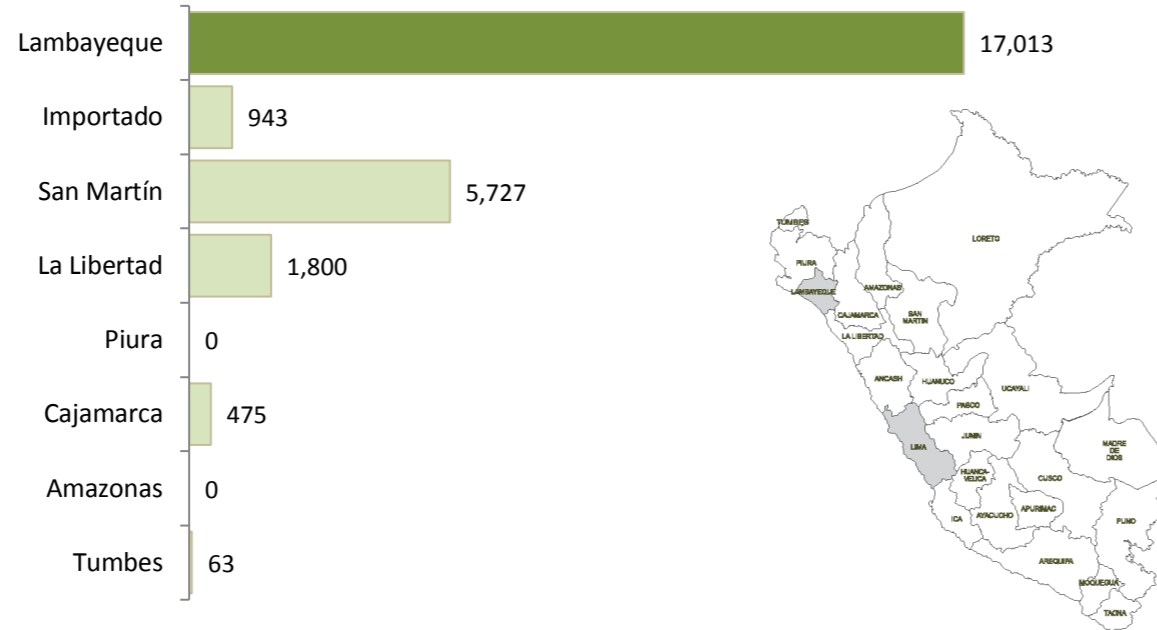 Lambayeque 17,013
Importado 943
San Martín 5,727
La Libertad 1,800
Piura 0
Cajamarca 475
Amazonas 0
Tumbes 63
TUMBES
LORETO
PIURA
AMAZONAS
LAMBAYEQUE
CAJAMARCA
SAN
MARTIN
LA LIBERTAD
ANCASH
HUANUCO
UCAYALI
PASCO
LIMA
JUNIN
MADRE
DE
DIOS
HUANCA-
VELICA
CUSCO
ICA
AYACUCHO
APURIMAC
PUNO
AREQUIPA
MOQUEGUA
TACNA